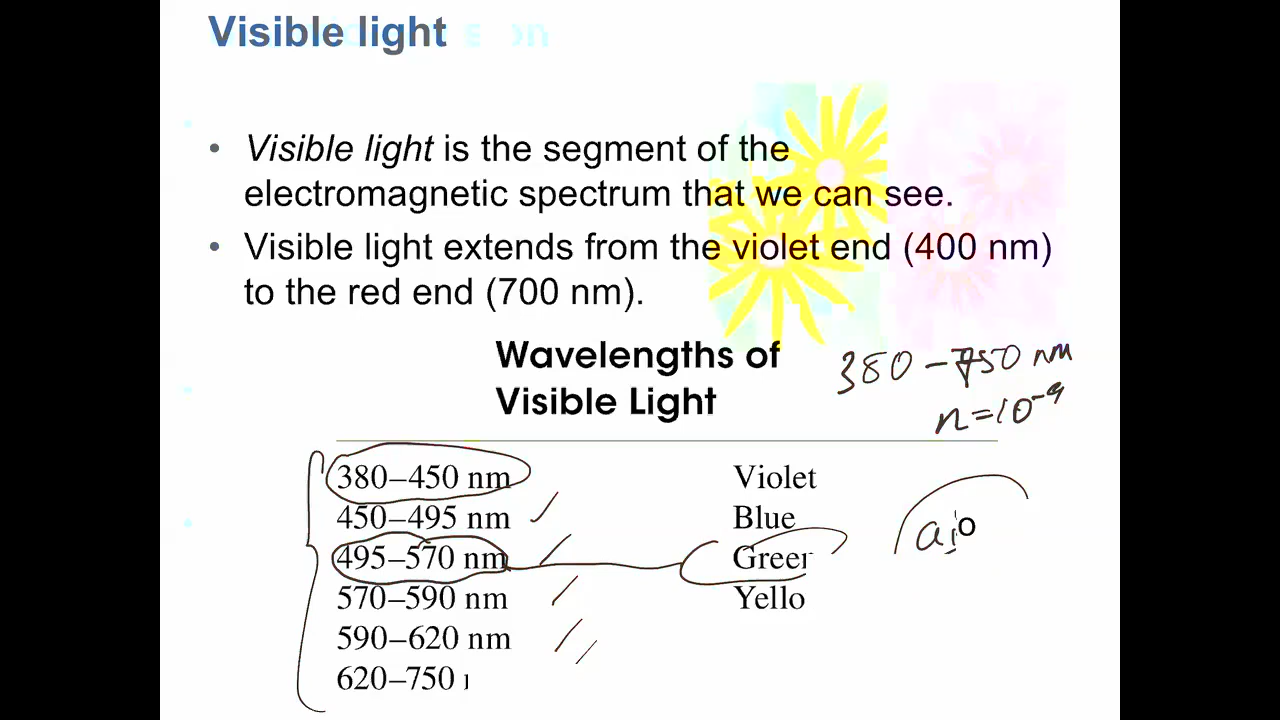 Visible light
• Visible light is the segment of the
electromagnetic spectrum that we can see.
• Visible light extends from the violet end (400 nm)
to the red end (700 nm).
Wavelengths of
Visible Light
380–750 nm
n=10⁻⁹
380–450 nm Violet
450–495 nm Blue
495–570 nm Green
570–590 nm Yello
590–620 nm
620–750